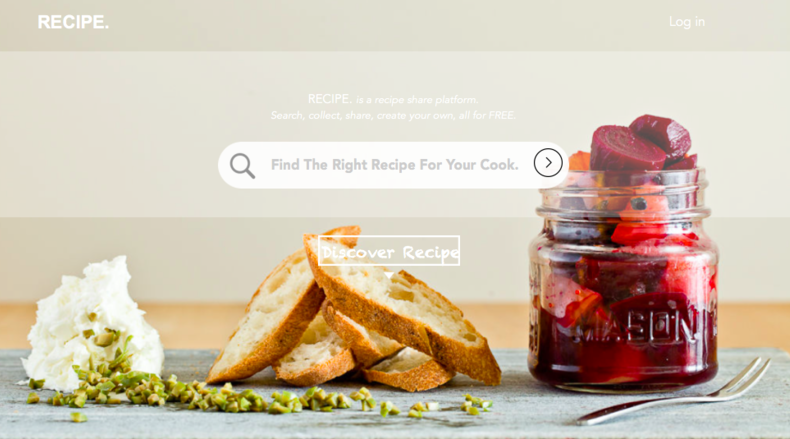 RECIPE.
Log in
RECIPE. is a recipe share platform.
Search, collect, share, create your own, all for FREE.
Find The Right Recipe For Your Cook.
Discover Recipe
MASON